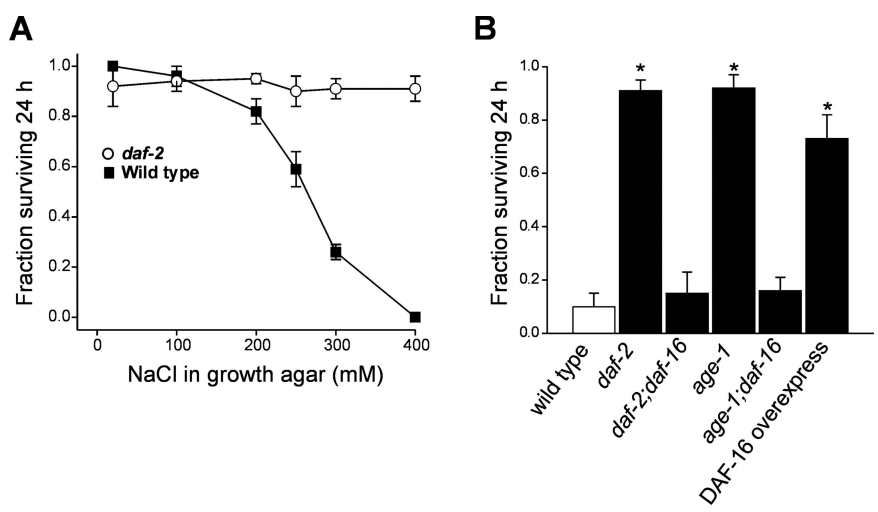 A
Fraction surviving 24 h
1.0
0.8
0.6
0.4
0.2
0.0
daf-2
Wild type
0
100
200
300
400
NaCl in growth agar (mM)
B
Fraction surviving 24 h
1.0
0.8
0.6
0.4
0.2
0.0
*
*
*
wild type
daf-2
daf-2;daf-16
age-1
age-1;daf-16
DAF-16 overexpress